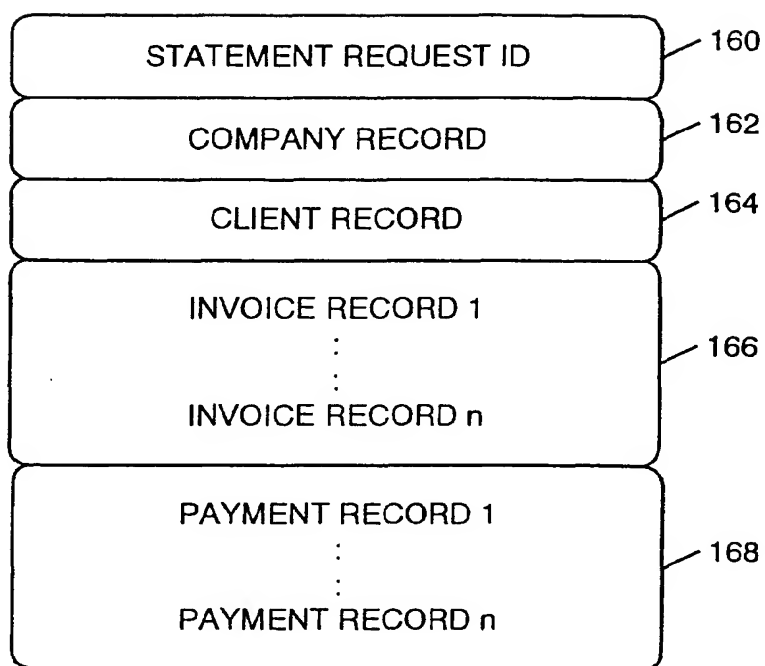 STATEMENT REQUEST ID
160
COMPANY RECORD
162
CLIENT RECORD
164
INVOICE RECORD 1
INVOICE RECORD n
166
PAYMENT RECORD 1
PAYMENT RECORD n
168